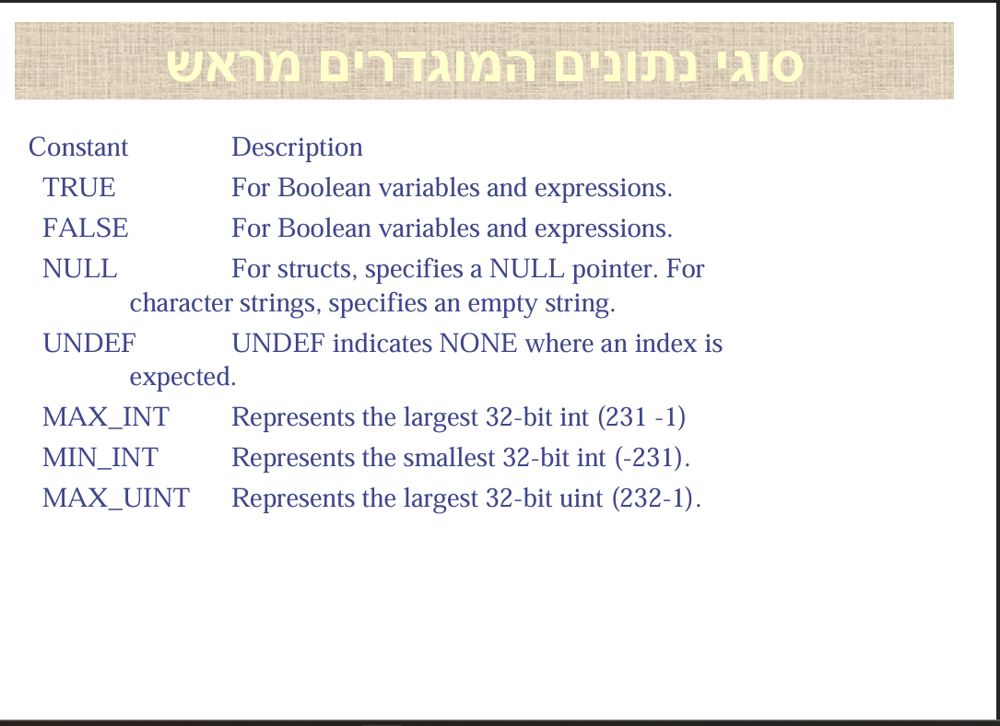 סוגי נתונים המוגדרים מראש
Constant Description
TRUE For Boolean variables and expressions.
FALSE For Boolean variables and expressions.
NULL For structs, specifies a NULL pointer. For
character strings, specifies an empty string.
UNDEF UNDEF indicates NONE where an index is
expected.
MAX_INT Represents the largest 32-bit int (231 -1)
MIN_INT Represents the smallest 32-bit int (-231).
MAX_UINT Represents the largest 32-bit uint (232-1).